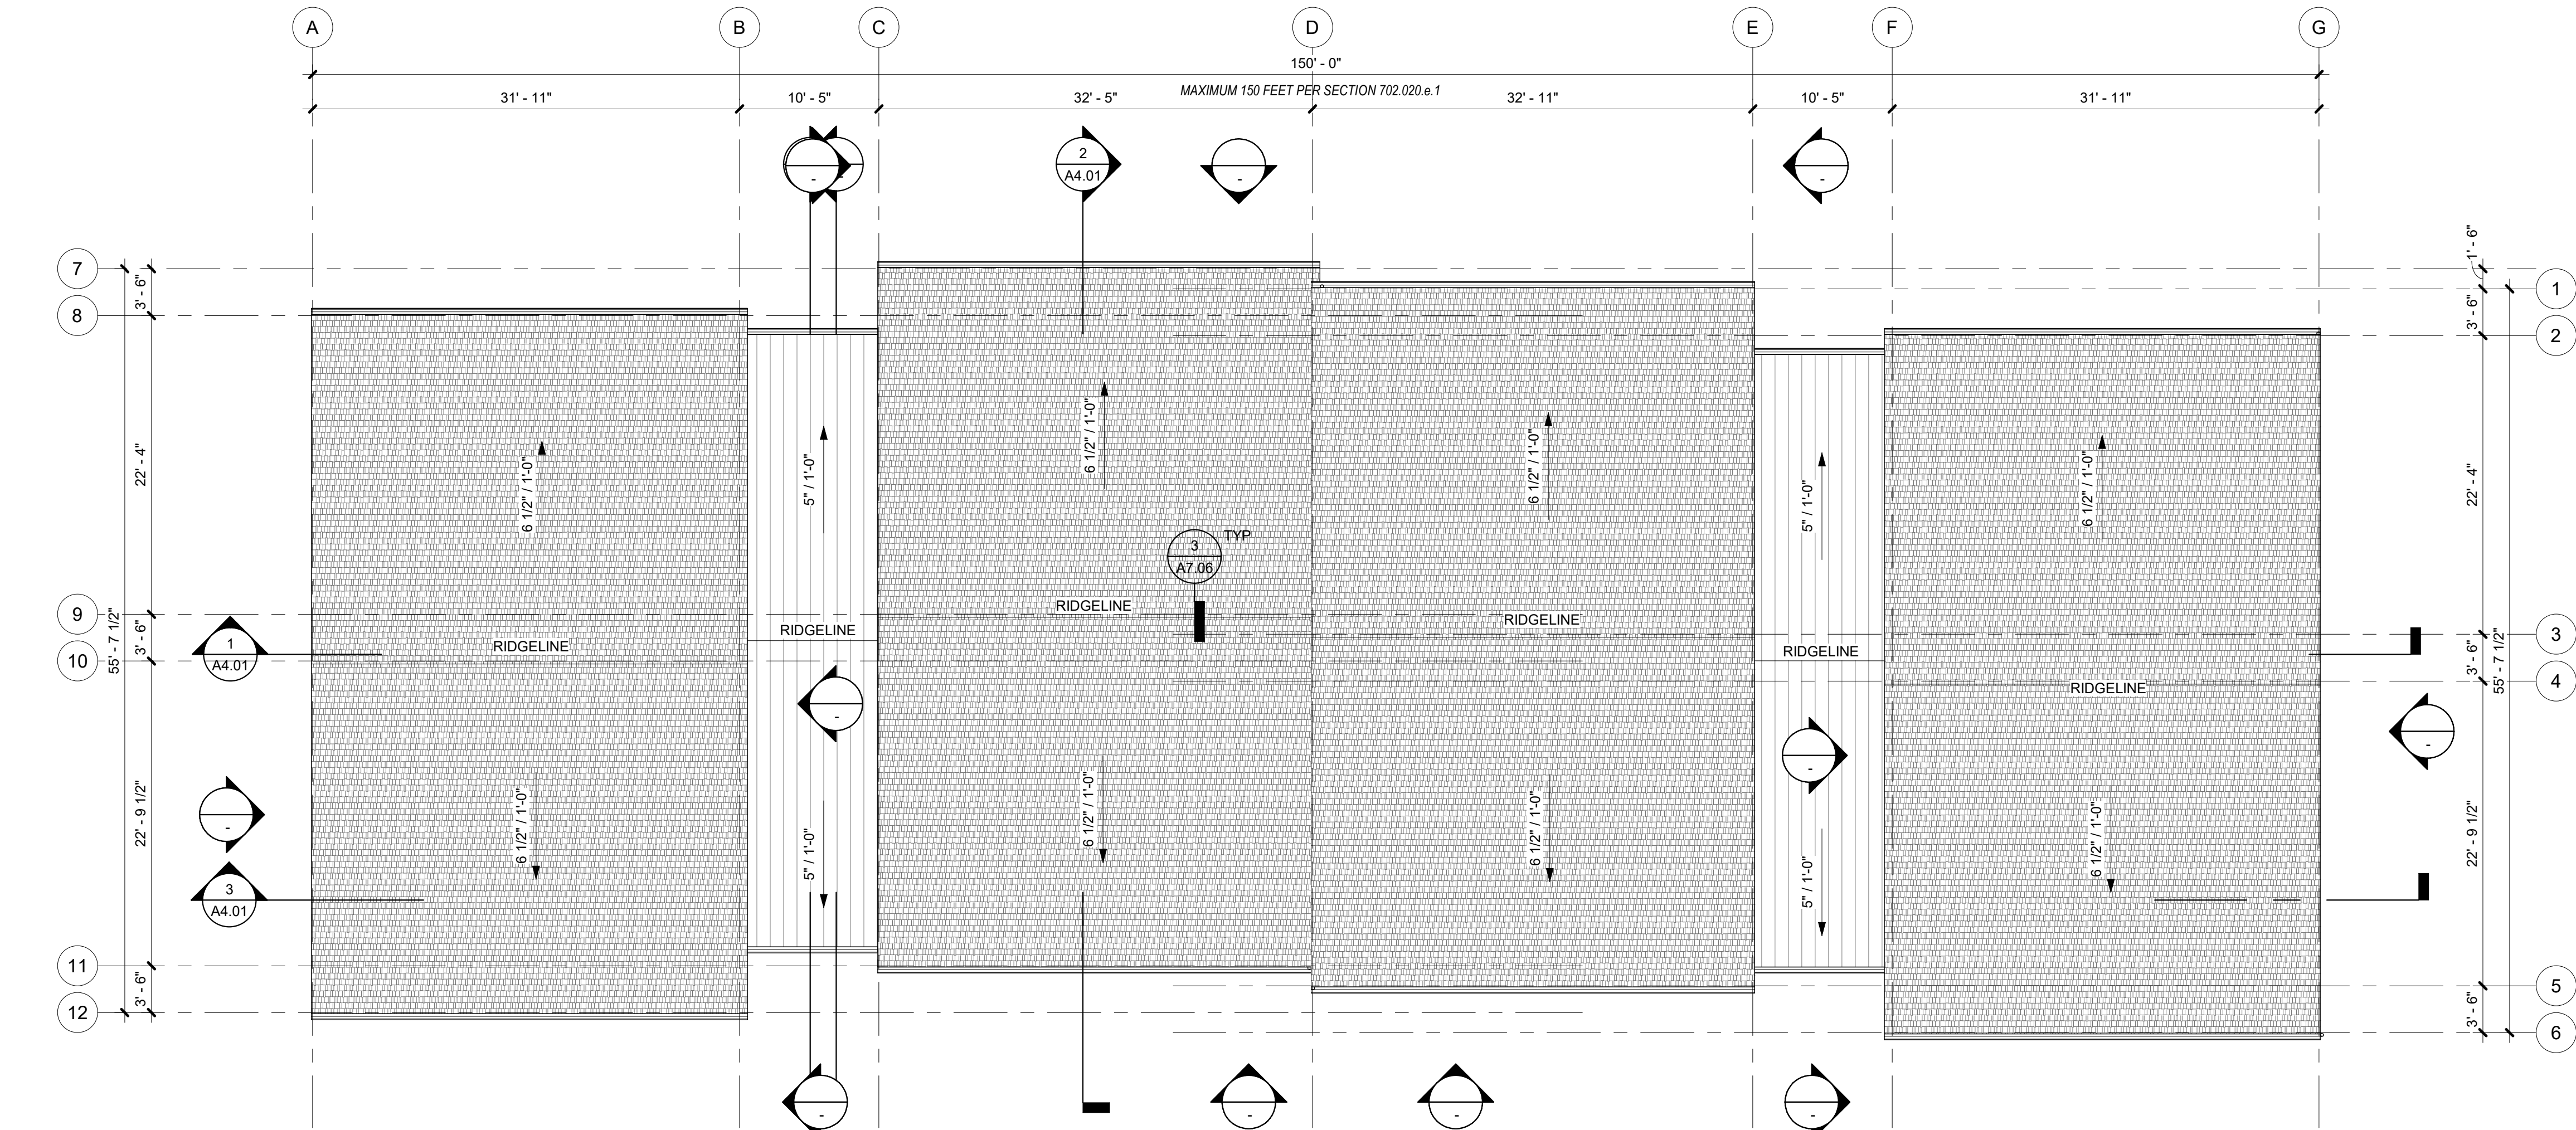 A B C D E F G
150' - 0"
MAXIMUM 150 FEET PER SECTION 702.020.e.1
31' - 11" 10' - 5" 32' - 5" 32' - 11" 10' - 5" 31' - 11"
-
-
2
A4.01
-
-
7
8
9
10
11
12
3' - 6"
22' - 4"
3' - 6"
22' - 9 1/2"
3' - 6"
55' - 7 1/2"
1
A4.01
-
3
A4.01
6 1/2" / 1'-0"
RIDGELINE
6 1/2" / 1'-0"
5" / 1'-0"
RIDGELINE
-
5" / 1'-0"
6 1/2" / 1'-0"
3
A7.06
TYP
RIDGELINE
6 1/2" / 1'-0"
6 1/2" / 1'-0"
RIDGELINE
6 1/2" / 1'-0"
5" / 1'-0"
RIDGELINE
-
5" / 1'-0"
6 1/2" / 1'-0"
RIDGELINE
6 1/2" / 1'-0"
-
1' - 6"
3' - 6"
22' - 4"
3' - 6"
22' - 9 1/2"
3' - 6"
55' - 7 1/2"
1
2
3
4
5
6
-
-
-
-